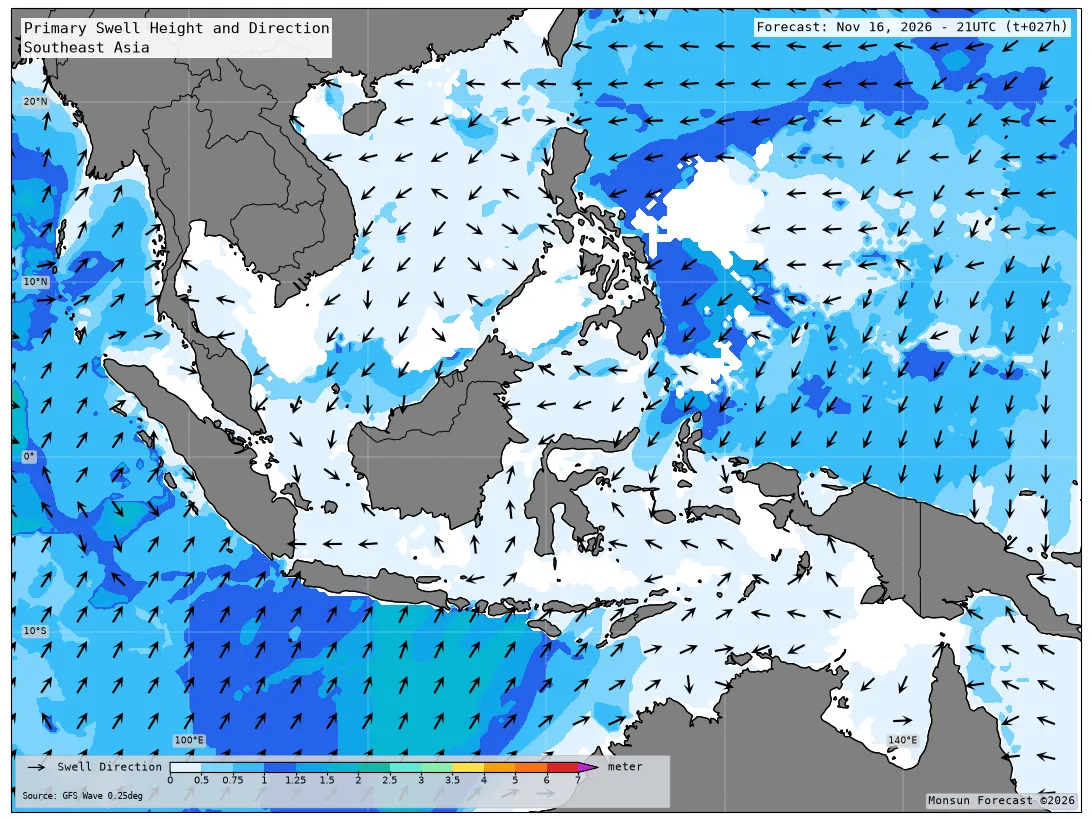 Primary Swell Height and Direction
Southeast Asia
Forecast: Nov 16, 2026 - 21UTC (t+027h)
20°N
10°N
0°
10°S
100°E
140°E
Swell Direction
0 0.5 0.75 1 1.25 1.5 2 2.5 3 3.5 4 5 6 7
meter
Source: GFS Wave 0.25deg
Monsun Forecast ©2026